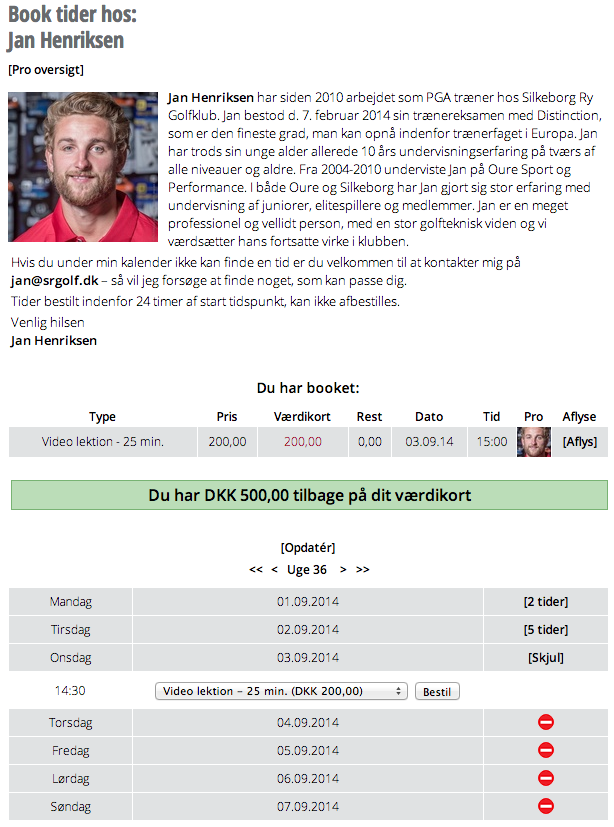 Book tider hos:
Jan Henriksen
[Pro oversigt]
Jan Henriksen har siden 2010 arbejdet som PGA træner hos Silkeborg Ry
Golfklub. Jan bestod d. 7. februar 2014 sin trænereksamen med Distinction,
som er den fineste grad, man kan opnå indenfor trænerfaget i Europa. Jan
har trods sin unge alder allerede 10 års undervisningserfaring på tværs af
alle niveauer og aldre. Fra 2004-2010 underviste Jan på Oure Sport og
Performance. I både Oure og Silkeborg har Jan gjort sig stor erfaring med
undervisning af juniorer, elitespillere og medlemmer. Jan er en meget
professionel og vellidt person, med en stor golfteknisk viden og vi
værdsætter hans fortsatte virke i klubben.
Hvis du under min kalender ikke kan finde en tid er du velkommen til at kontakter mig på
jan@srgolf.dk – så vil jeg forsøge at finde noget, som kan passe dig.
Tider bestilt indenfor 24 timer af start tidspunkt, kan ikke afbestilles.
Venlig hilsen
Jan Henriksen
Du har booket:
Type Pris Værdikort Rest Dato Tid Pro Aflyse
Video lektion - 25 min. 200,00 200,00 0,00 03.09.14 15:00 [Aflys]
Du har DKK 500,00 tilbage på dit værdikort
[Opdatér]
<< < Uge 36 > >>
Mandag 01.09.2014 [2 tider]
Tirsdag 02.09.2014 [5 tider]
Onsdag 03.09.2014 [Skjul]
14:30 Video lektion – 25 min. (DKK 200,00) Bestil
Torsdag 04.09.2014
Fredag 05.09.2014
Lørdag 06.09.2014
Søndag 07.09.2014